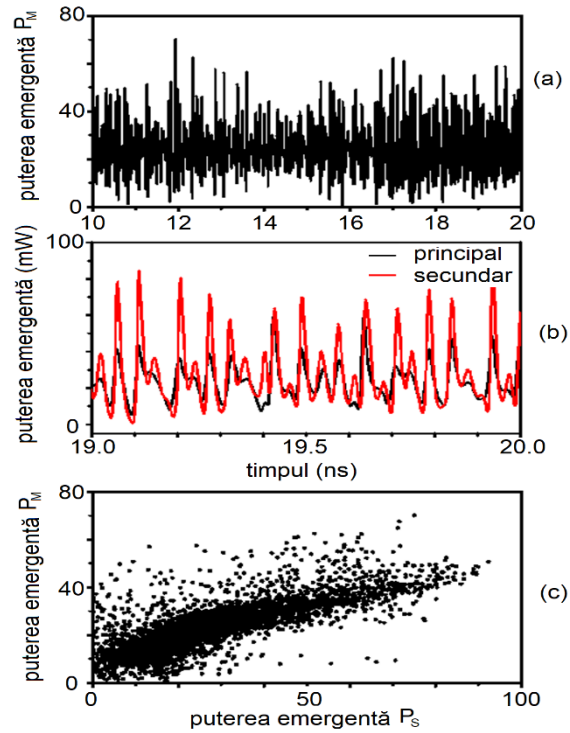 puterea emergentă P_M
80
40
0
10 12 14 16 18 20
(a)
puterea emergentă (mW)
100
50
0
principal
secundar
19.0 19.5 20.0
timpul (ns)
(b)
puterea emergentă P_M
80
40
0
0 50 100
puterea emergentă P_S
(c)